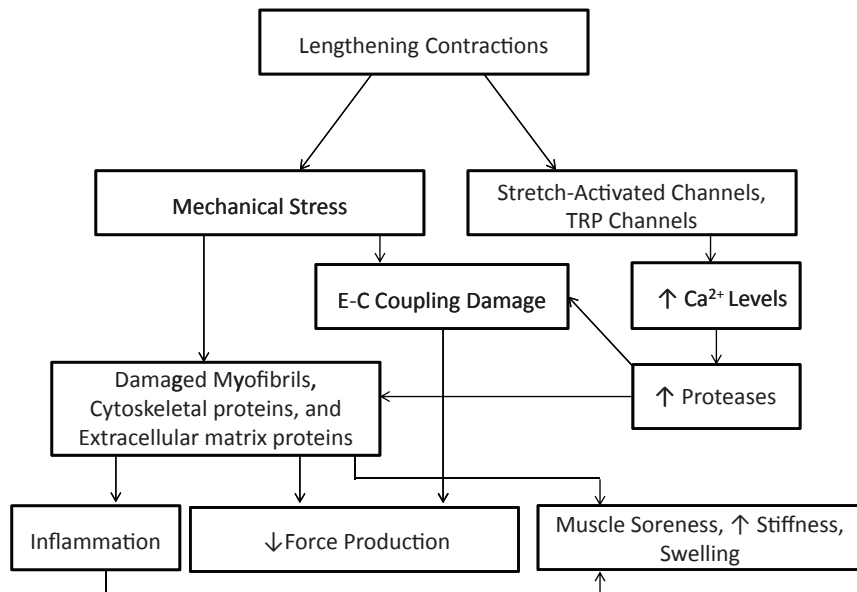 Lengthening Contractions
Mechanical Stress
Stretch-Activated Channels,
TRP Channels
E-C Coupling Damage
↑ Ca²⁺ Levels
Damaged Myofibrils,
Cytoskeletal proteins, and
Extracellular matrix proteins
↑ Proteases
Inflammation
↓Force Production
Muscle Soreness, ↑ Stiffness,
Swelling